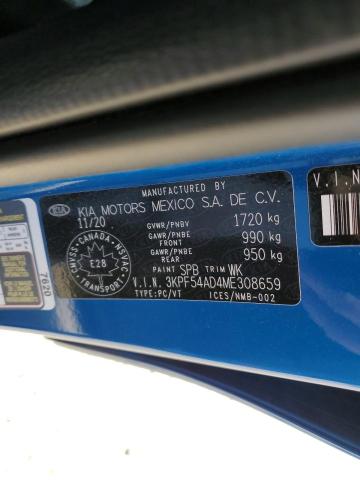 MANUFACTURED BY
KIA KIA MOTORS MEXICO S.A. DE C.V.
11/20
GVWR/PNBV 1720 kg
GAWR/PNBE FRONT 990 kg
GAWR/PNBE REAR 950 kg
PAINT SPB TRIM WK
V.I.N. 3KPF54AD4ME308659
TYPE:PC/VT ICES/NMB-002
CMVSS-CANADA-NSVAC
E28
TRANSPORT
7620
V.I.N